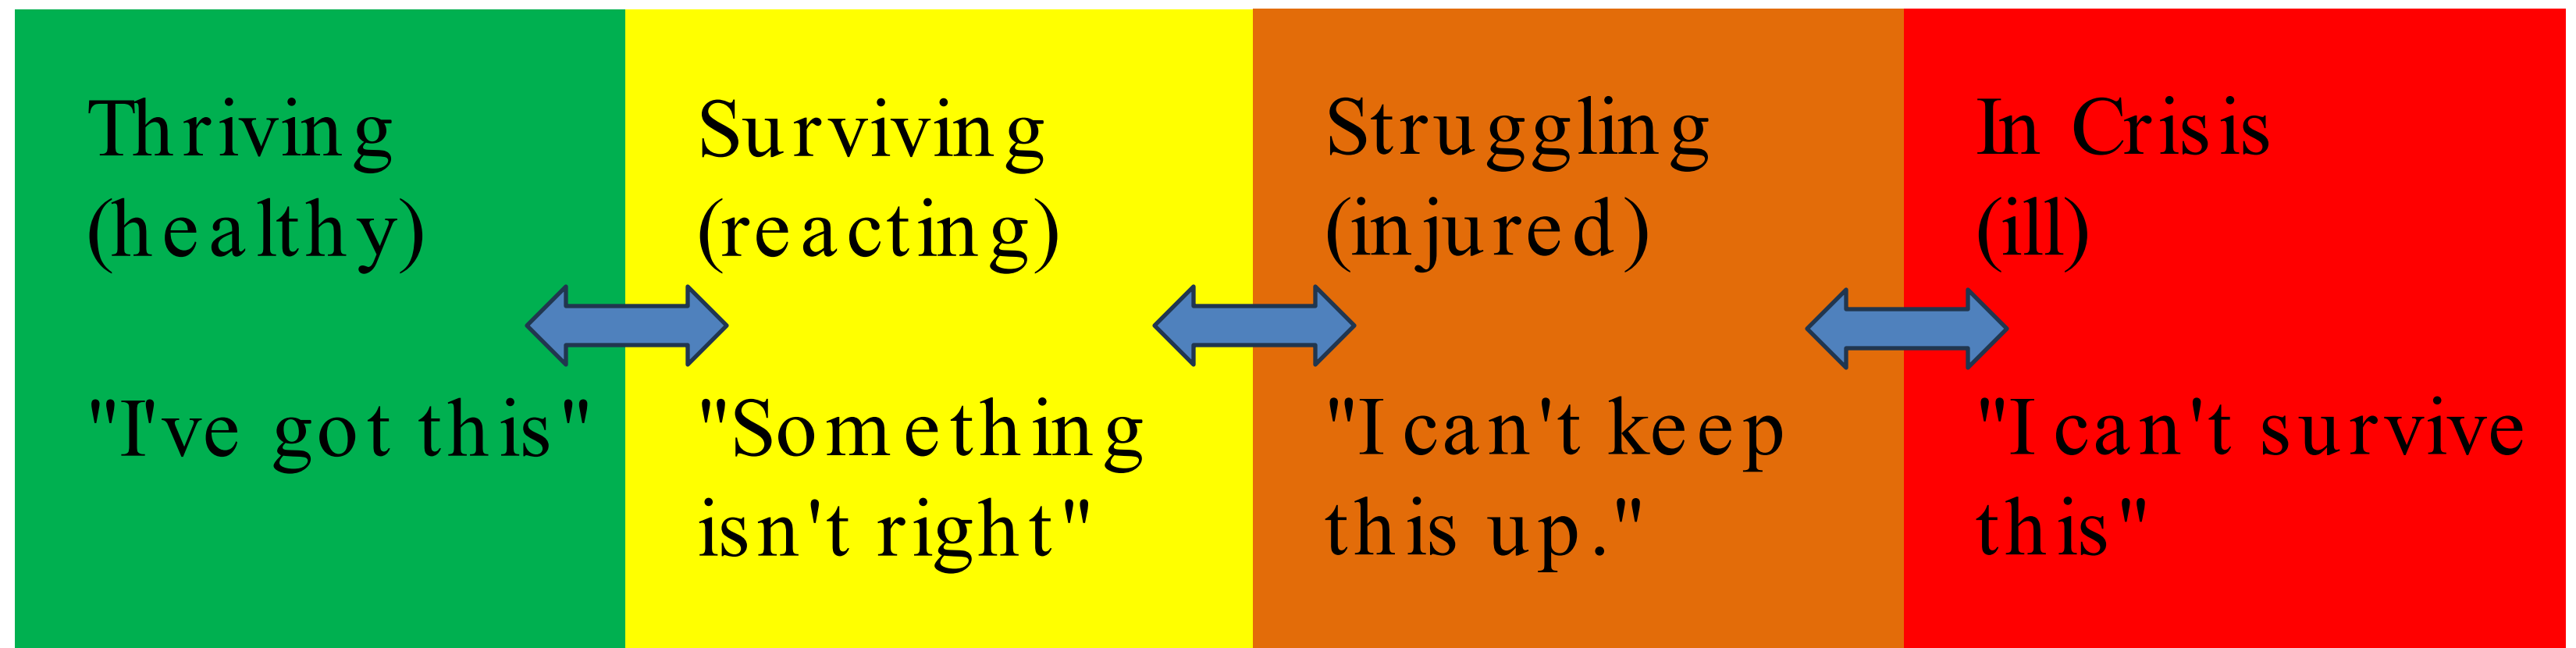 Thriving
(healthy)
"I've got this"
Surviving
(reacting)
"Something
isn't right"
Struggling
(injured)
"I can't keep
this up."
In Crisis
(ill)
"I can't survive
this"